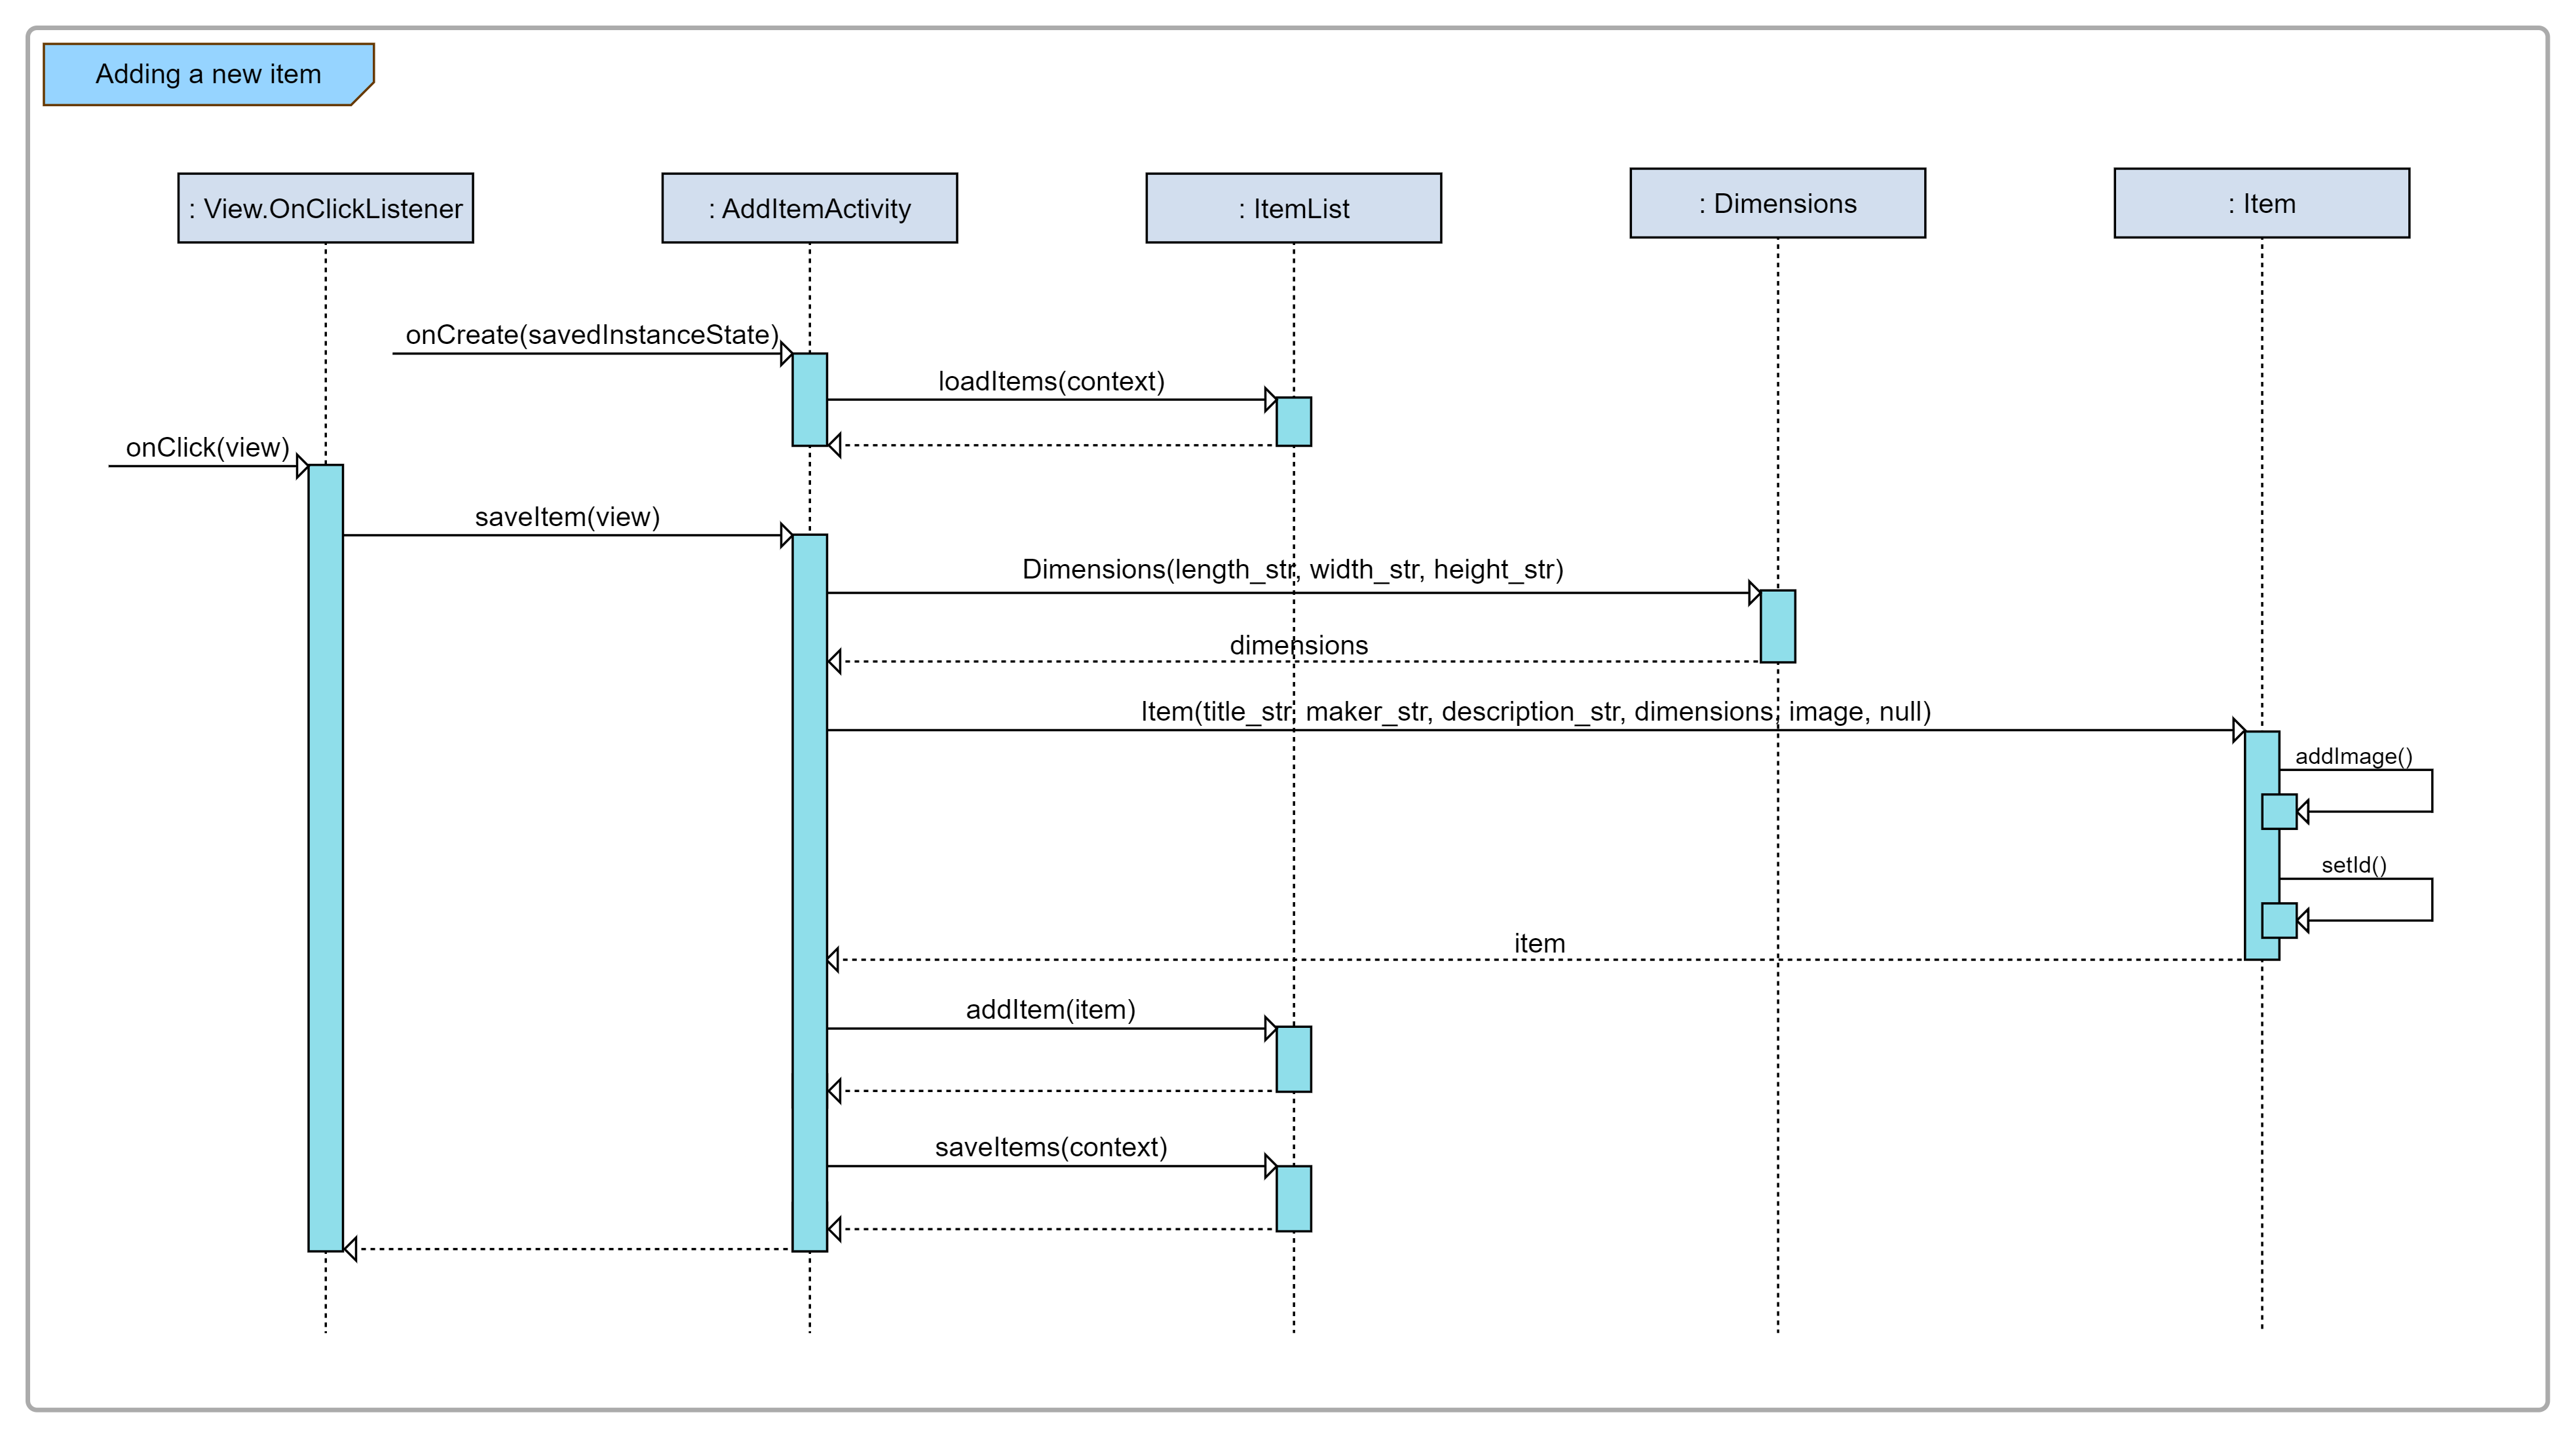 Adding a new item
: View.OnClickListener
: AddItemActivity
: ItemList
: Dimensions
: Item
onCreate(savedInstanceState)
loadItems(context)
onClick(view)
saveItem(view)
Dimensions(length_str, width_str, height_str)
dimensions
Item(title_str, maker_str, description_str, dimensions, image, null)
addImage()
setId()
item
addItem(item)
saveItems(context)